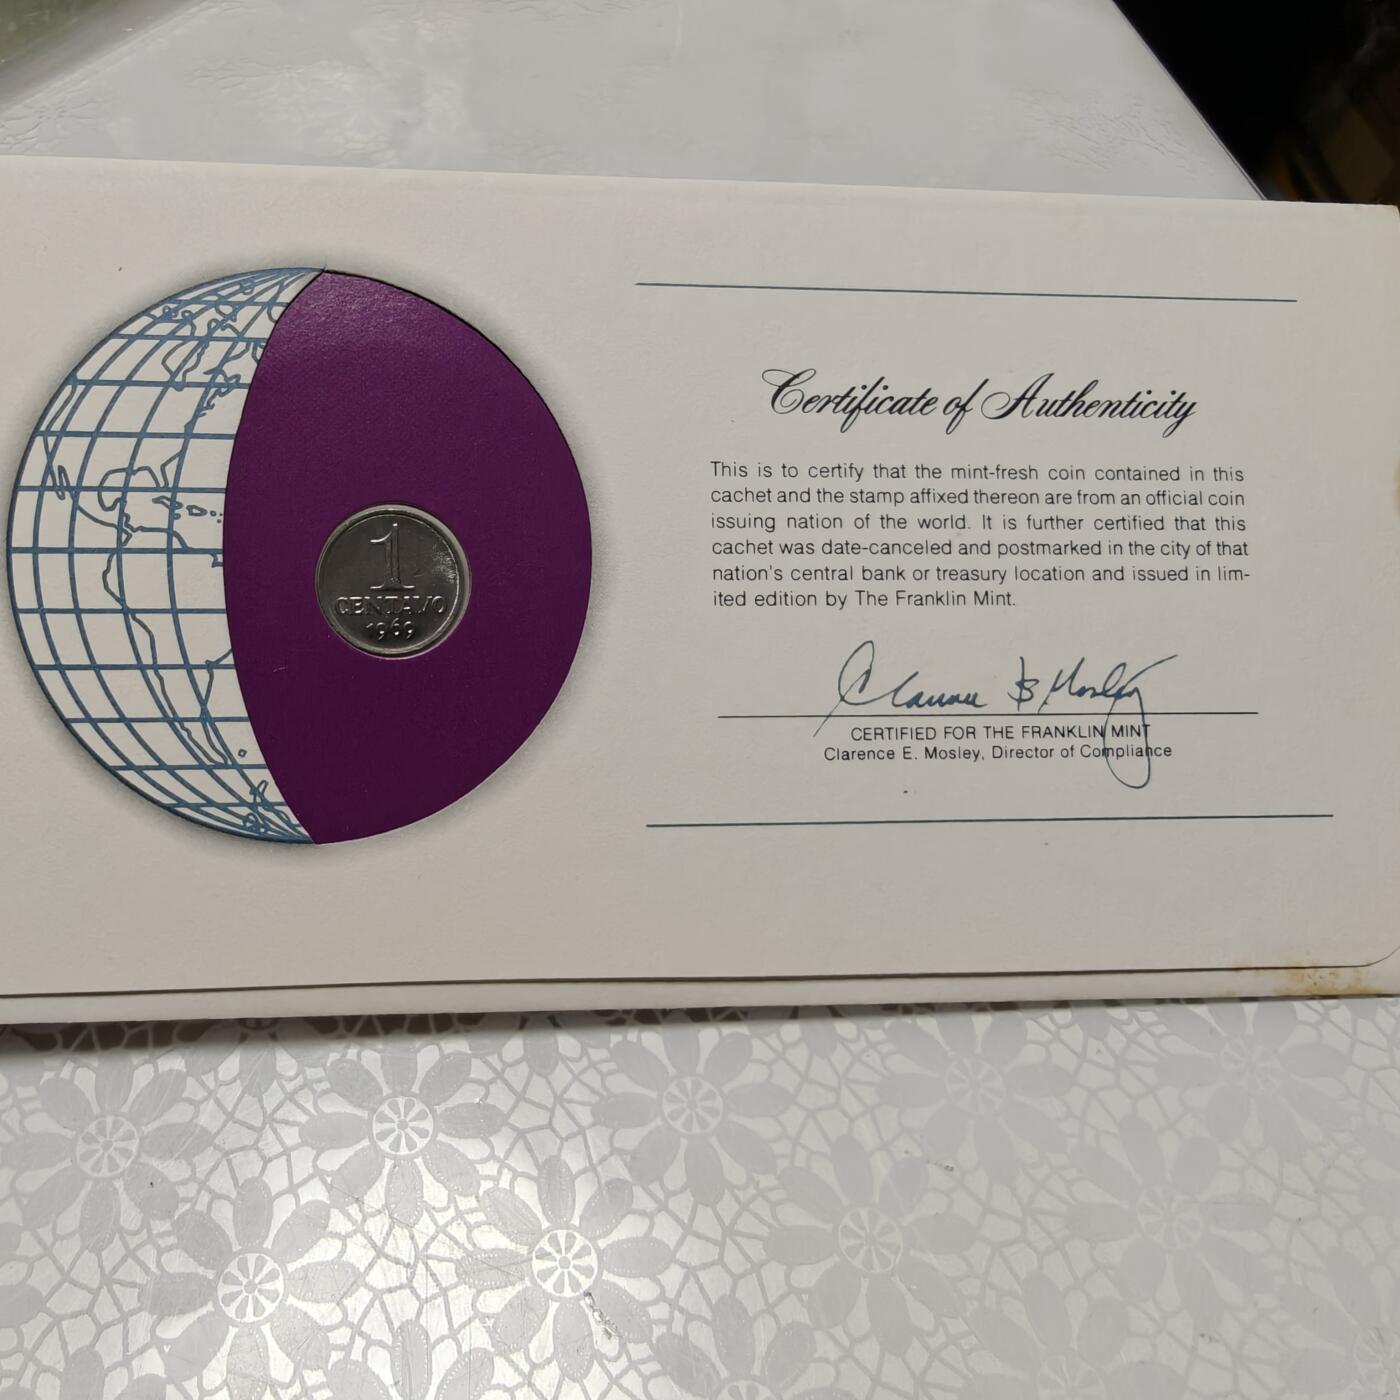 1
CENTAVO
1969
Certificate of Authenticity
This is to certify that the mint-fresh coin contained in this
cachet and the stamp affixed thereon are from an official coin
issuing nation of the world. It is further certified that this
cachet was date-canceled and postmarked in the city of that
nation's central bank or treasury location and issued in lim-
ited edition by The Franklin Mint.
CERTIFIED FOR THE FRANKLIN MINT
Clarence E. Mosley, Director of Compliance